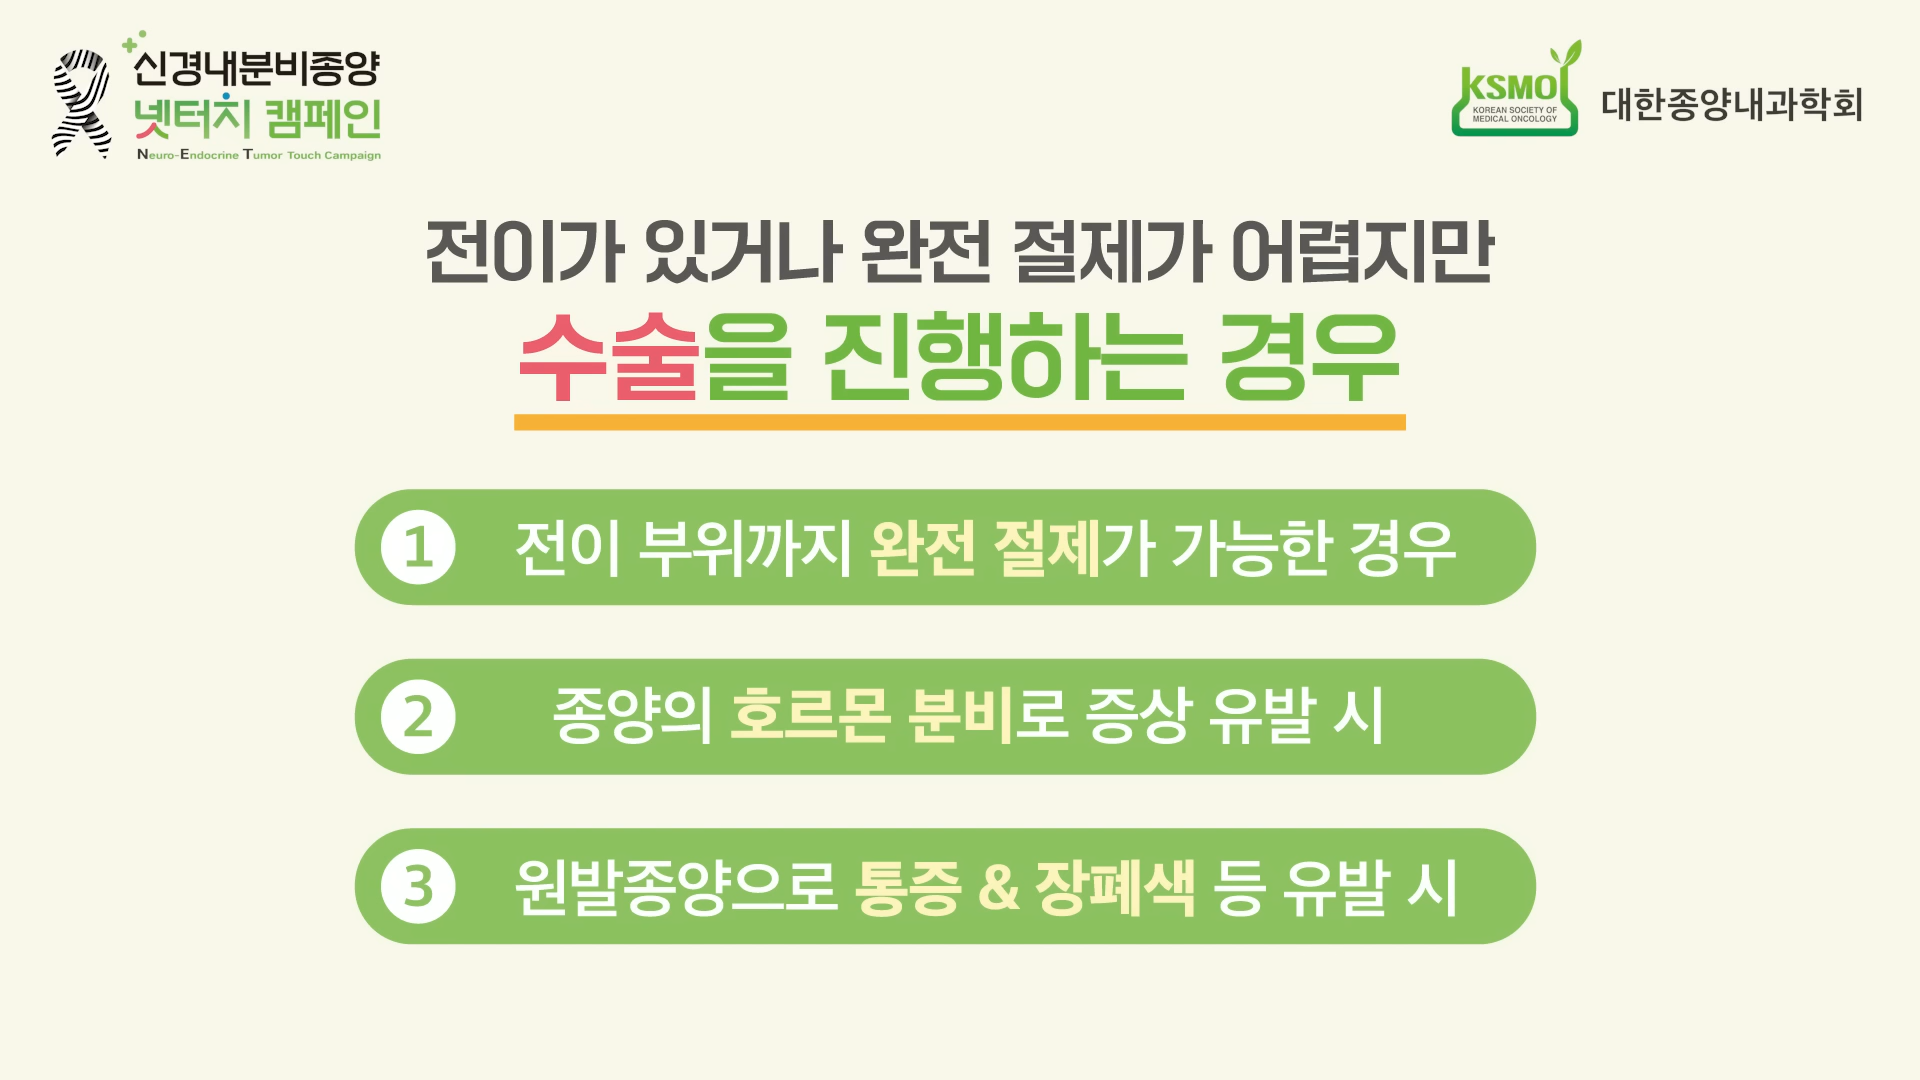 신경내분비종양
넷터치 캠페인
Neuro-Endocrine Tumor Touch Campaign
KSMO
KOREAN SOCIETY OF
MEDICAL ONCOLOGY
대한종양내과학회
전이가 있거나 완전 절제가 어렵지만
수술을 진행하는 경우
1 전이 부위까지 완전 절제가 가능한 경우
2 종양의 호르몬 분비로 증상 유발 시
3 원발종양으로 통증 & 장폐색 등 유발 시